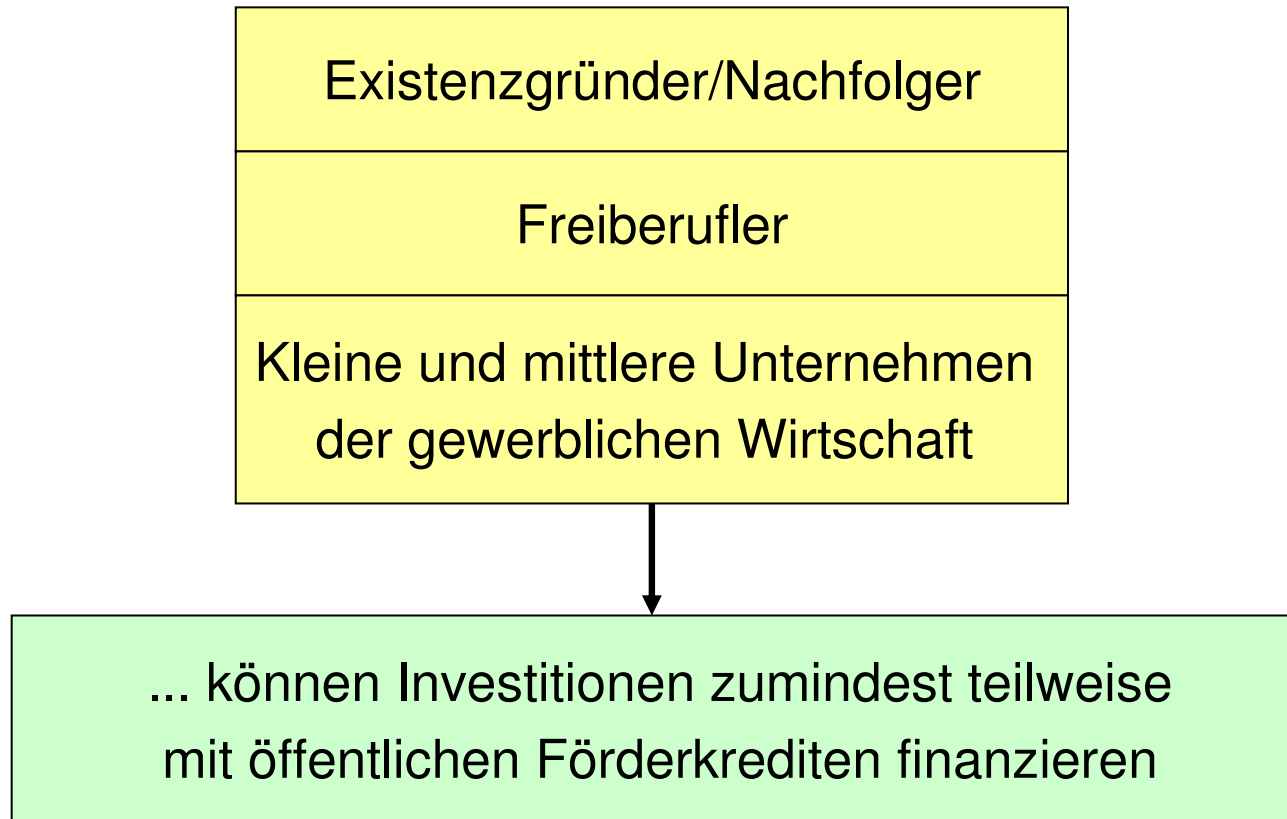 Existenzgründer/Nachfolger
Freiberufler
Kleine und mittlere Unternehmen
der gewerblichen Wirtschaft
... können Investitionen zumindest teilweise
mit öffentlichen Förderkrediten finanzieren